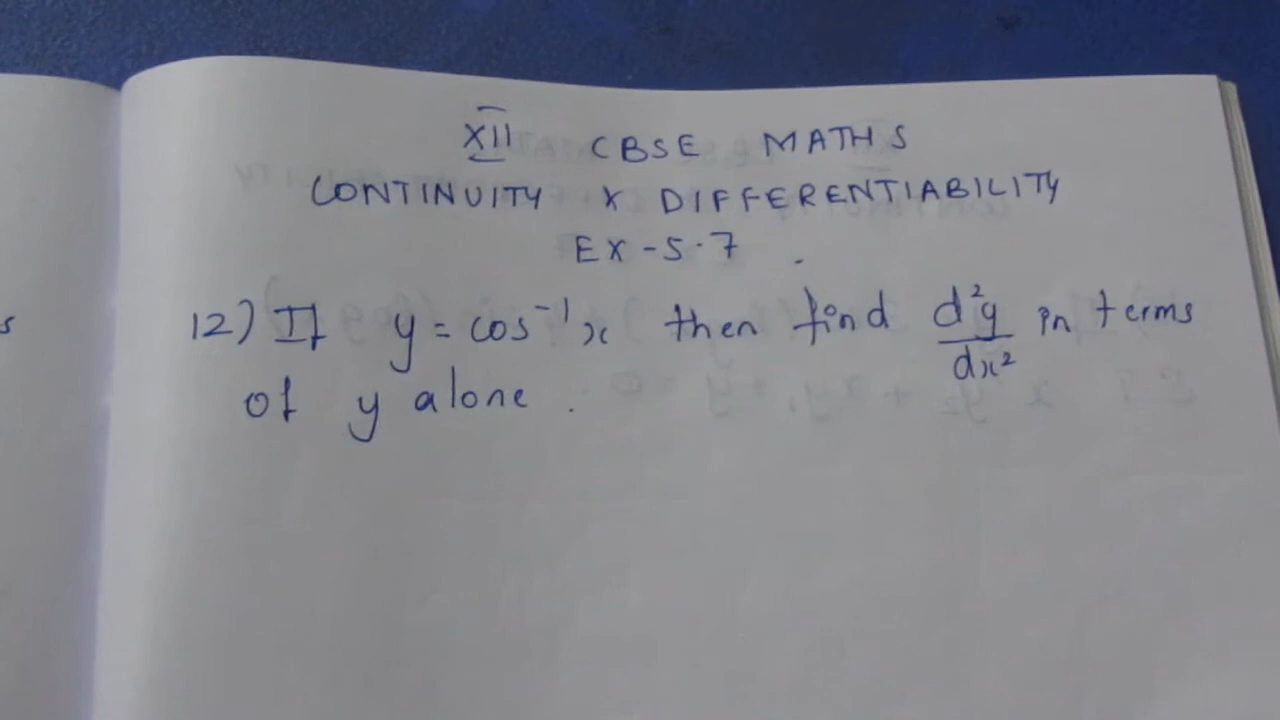 XII CBSE MATHS
CONTINUITY & DIFFERENTIABILITY
EX-5.7
s 12) If y = cos⁻¹x then find d²y/dx² in terms
of y alone.